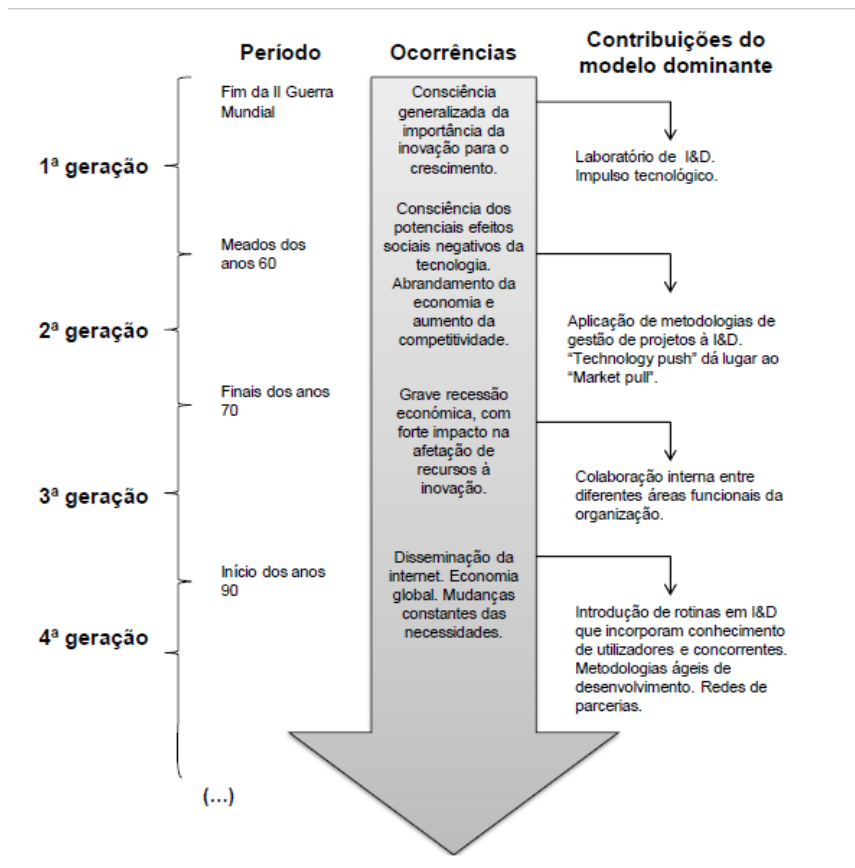 Período
Ocorrências
Contribuições do
modelo dominante
Fim da II Guerra
Mundial
Consciência
generalizada da
importância da
inovação para o
crescimento.
1ª geração
Laboratório de I&D.
Impulso tecnológico.
Meados dos
anos 60
Consciência dos
potenciais efeitos
sociais negativos da
tecnologia.
Abrandamento da
economia e
aumento da
competitividade.
2ª geração
Aplicação de metodologias de
gestão de projetos à I&D.
“Technology push” dá lugar ao
“Market pull”.
Finais dos anos
70
Grave recessão
económica, com
forte impacto na
afetação de
recursos à
inovação.
3ª geração
Colaboração interna entre
diferentes áreas funcionais da
organização.
Início dos anos
90
Disseminação da
internet. Economia
global. Mudanças
constantes das
necessidades.
4ª geração
Introdução de rotinas em I&D
que incorporam conhecimento
de utilizadores e concorrentes.
Metodologias ágeis de
desenvolvimento. Redes de
parcerias.
(...)